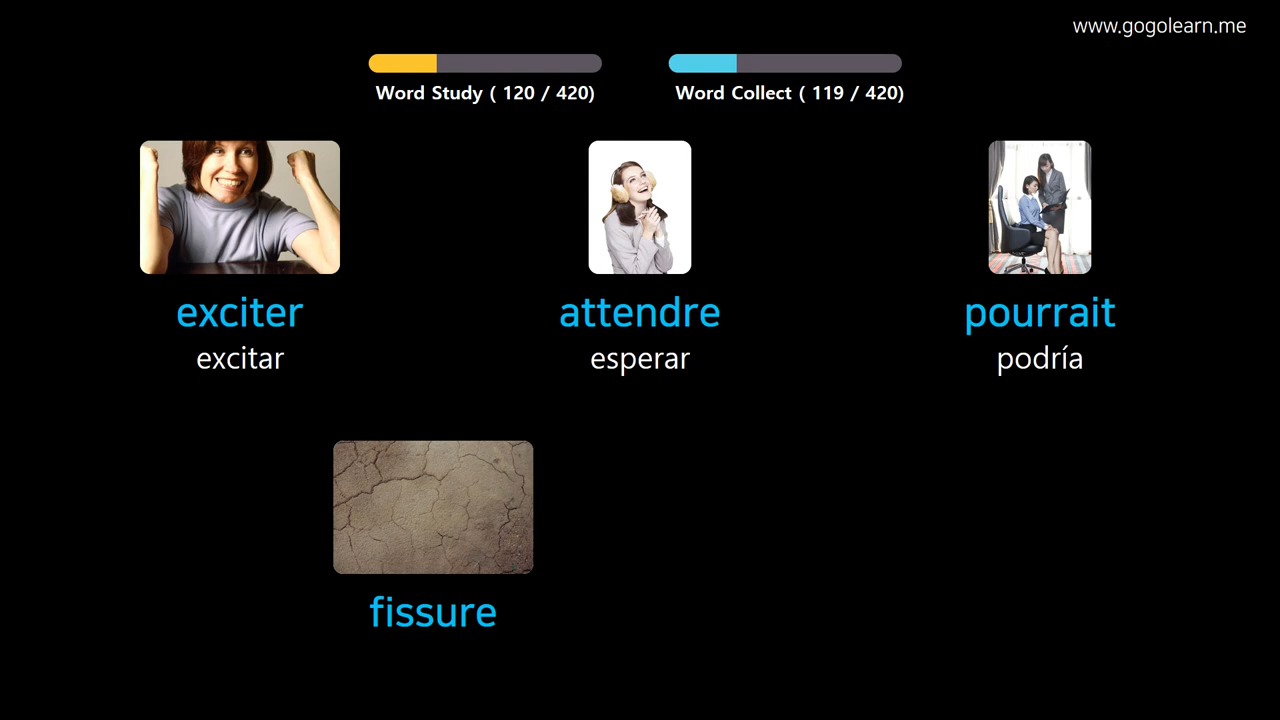 www.gogolearn.me
Word Study ( 120 / 420)
Word Collect ( 119 / 420)
exciter
excitar
attendre
esperar
pourrait
podría
fissure